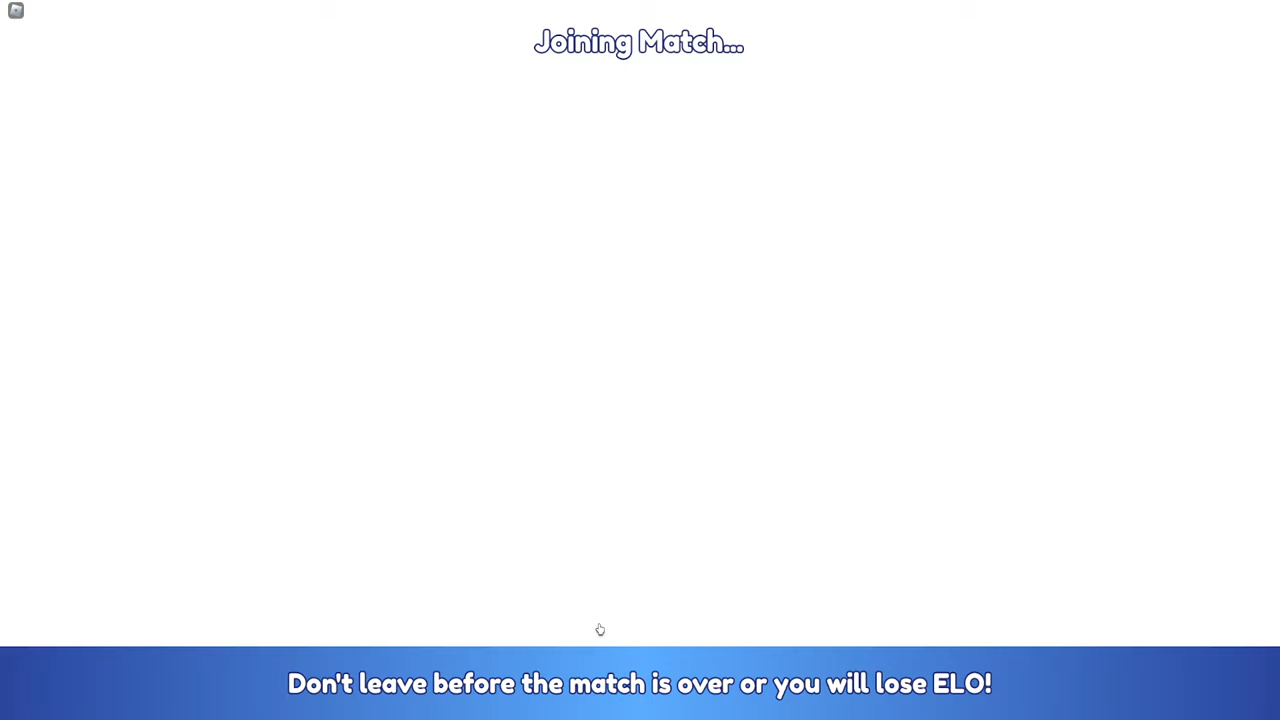 Joining Match...
Don't leave before the match is over or you will lose ELO!